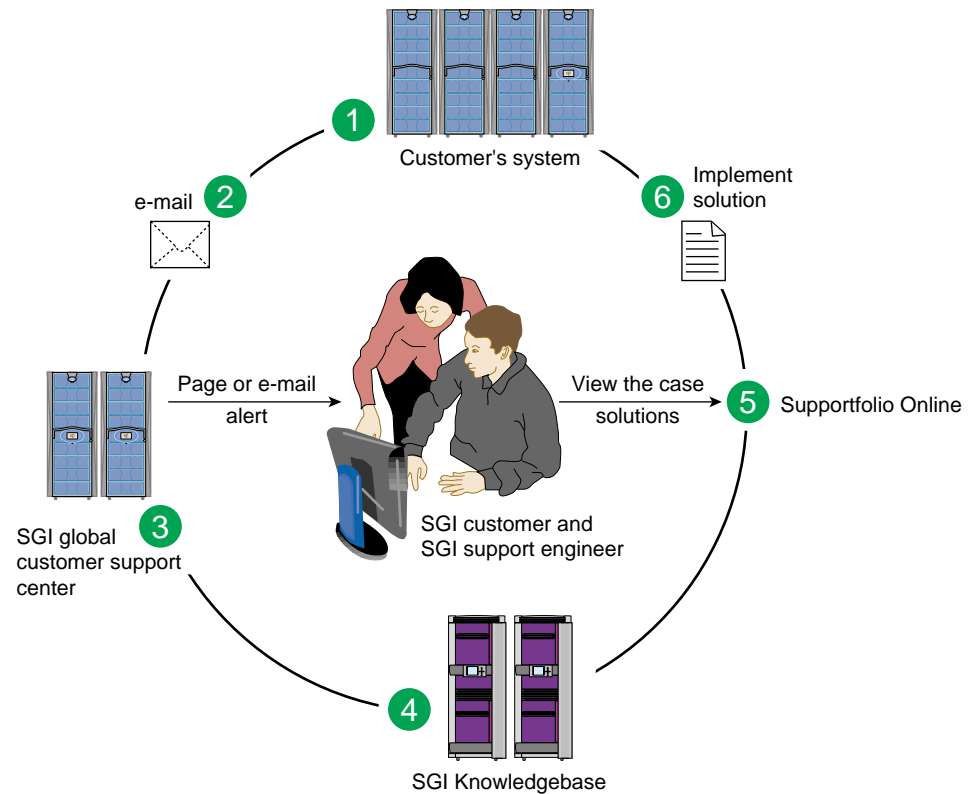 1
Customer's system
2
e-mail
6
Implement
solution
Page or e-mail
alert
View the case
solutions
5
Supportfolio Online
3
SGI global
customer support
center
SGI customer and
SGI support engineer
4
SGI Knowledgebase